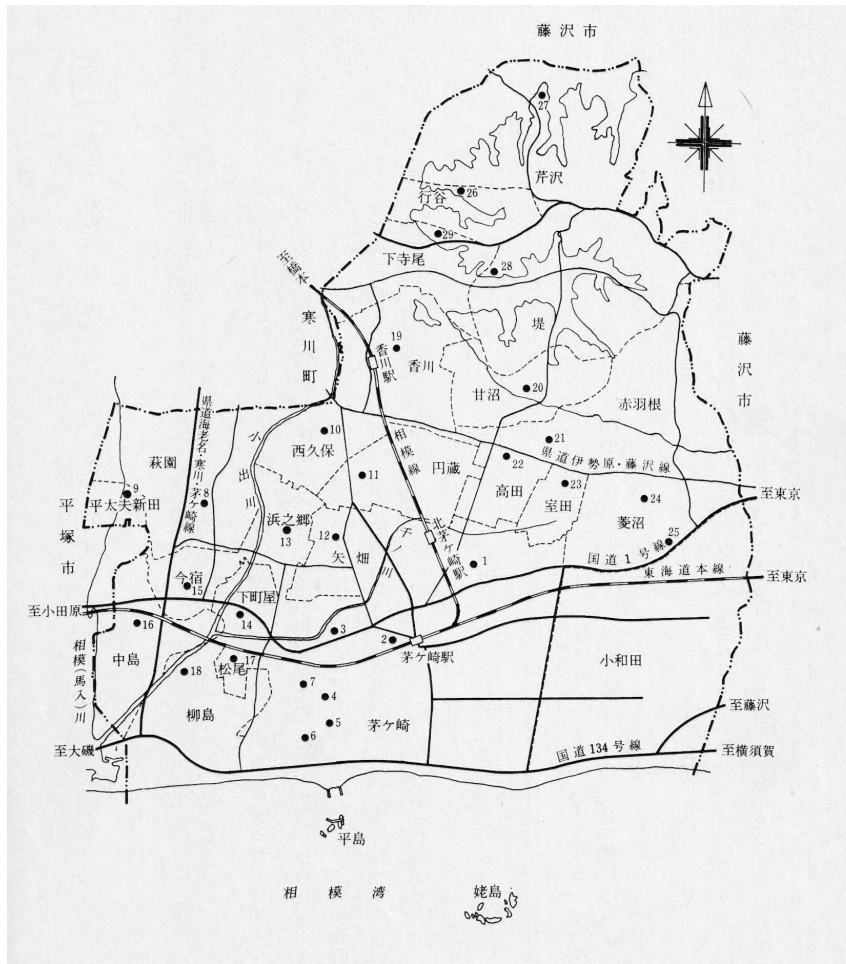 藤沢市
27
芹沢
26
行谷
29
下寺尾
28
至橋本
寒川町
堤
藤沢市
19
香川駅
香川
甘沼
20
赤羽根
県道海老名・寒川・茅ケ崎線
小出川
10
西久保
相模線
円蔵
21
県道伊勢原・藤沢線
萩園
11
22
高田
23
室田
24
菱沼
至東京
9
平太夫新田
8
浜之郷
13
12
矢畑
千ノ川
北茅ケ崎駅
1
25
国道1号線
平塚市
東海道本線
至東京
今宿
15
下町屋
14
至小田原
16
3
2
茅ケ崎駅
小和田
相模(馬入)川
中島
18
17
松尾
7
4
柳島
5
茅ケ崎
6
至藤沢
至大磯
国道134号線
至横須賀
平島
相模湾
姥島